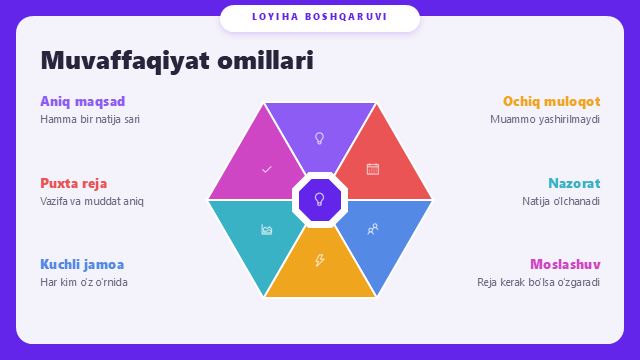 LOYIHA BOSHQARUVI
Muvaffaqiyat omillari
Aniq maqsad
Hamma bir natija sari
Puxta reja
Vazifa va muddat aniq
Kuchli jamoa
Har kim o'z o'rnida
Ochiq muloqot
Muammo yashirilmaydi
Nazorat
Natija o'lchanadi
Moslashuv
Reja kerak bo'lsa o'zgaradi